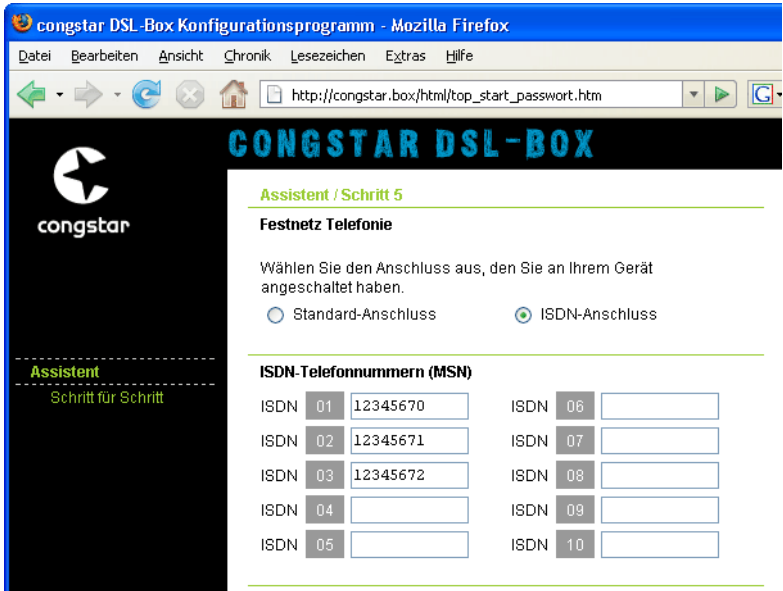 congstar DSL-Box Konfigurationsprogramm - Mozilla Firefox
Datei Bearbeiten Ansicht Chronik Lesezeichen Extras Hilfe
http://congstar.box/html/top_start_passwort.htm G
CONGSTAR DSL-BOX
congstar
Assistent / Schritt 5
Festnetz Telefonie
Wählen Sie den Anschluss aus, den Sie an Ihrem Gerät
angeschaltet haben.
Standard-Anschluss ISDN-Anschluss
Assistent
Schritt für Schritt
ISDN-Telefonnummern (MSN)
ISDN 01 12345670 ISDN 06
ISDN 02 12345671 ISDN 07
ISDN 03 12345672 ISDN 08
ISDN 04 ISDN 09
ISDN 05 ISDN 10